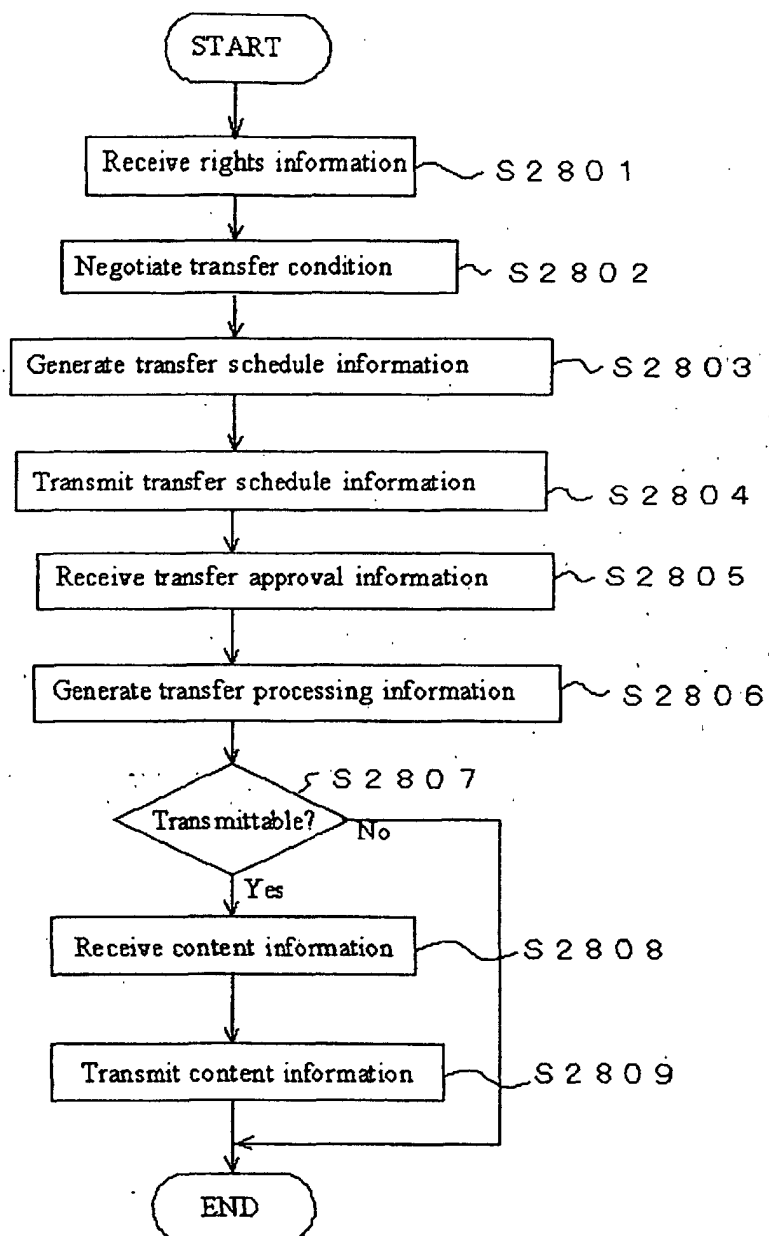 START
Receive rights information
S2801
Negotiate transfer condition
S2802
Generate transfer schedule information
S2803
Transmit transfer schedule information
S2804
Receive transfer approval information
S2805
Generate transfer processing information
S2806
S2807
Transmittable?
No
Yes
Receive content information
S2808
Transmit content information
S2809
END